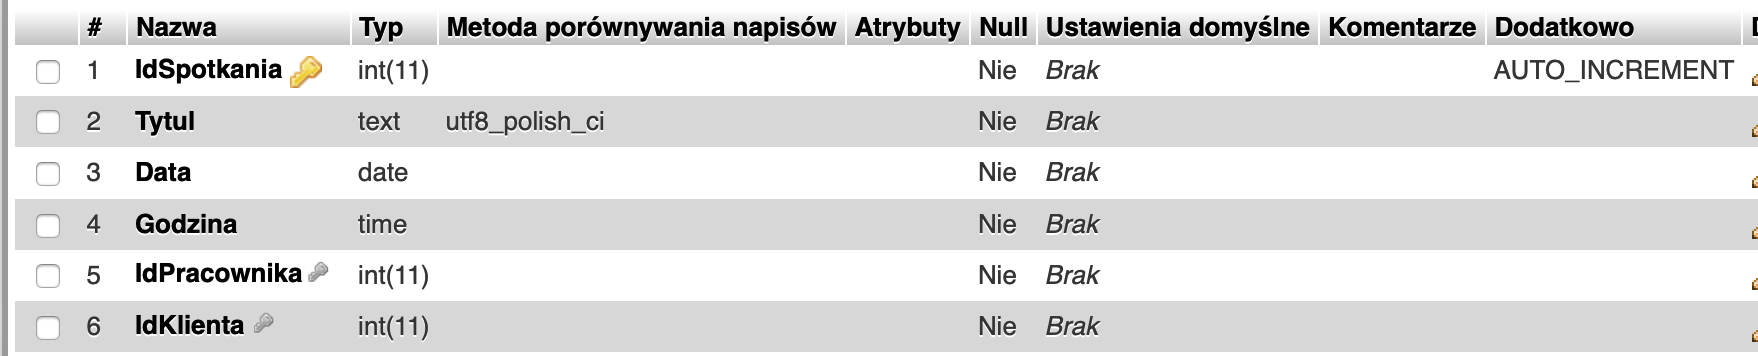 # Nazwa Typ Metoda porównywania napisów Atrybuty Null Ustawienia domyślne Komentarze Dodatkowo
1 IdSpotkania int(11) Nie Brak AUTO_INCREMENT
2 Tytul text utf8_polish_ci Nie Brak
3 Data date Nie Brak
4 Godzina time Nie Brak
5 IdPracownika int(11) Nie Brak
6 IdKlienta int(11) Nie Brak